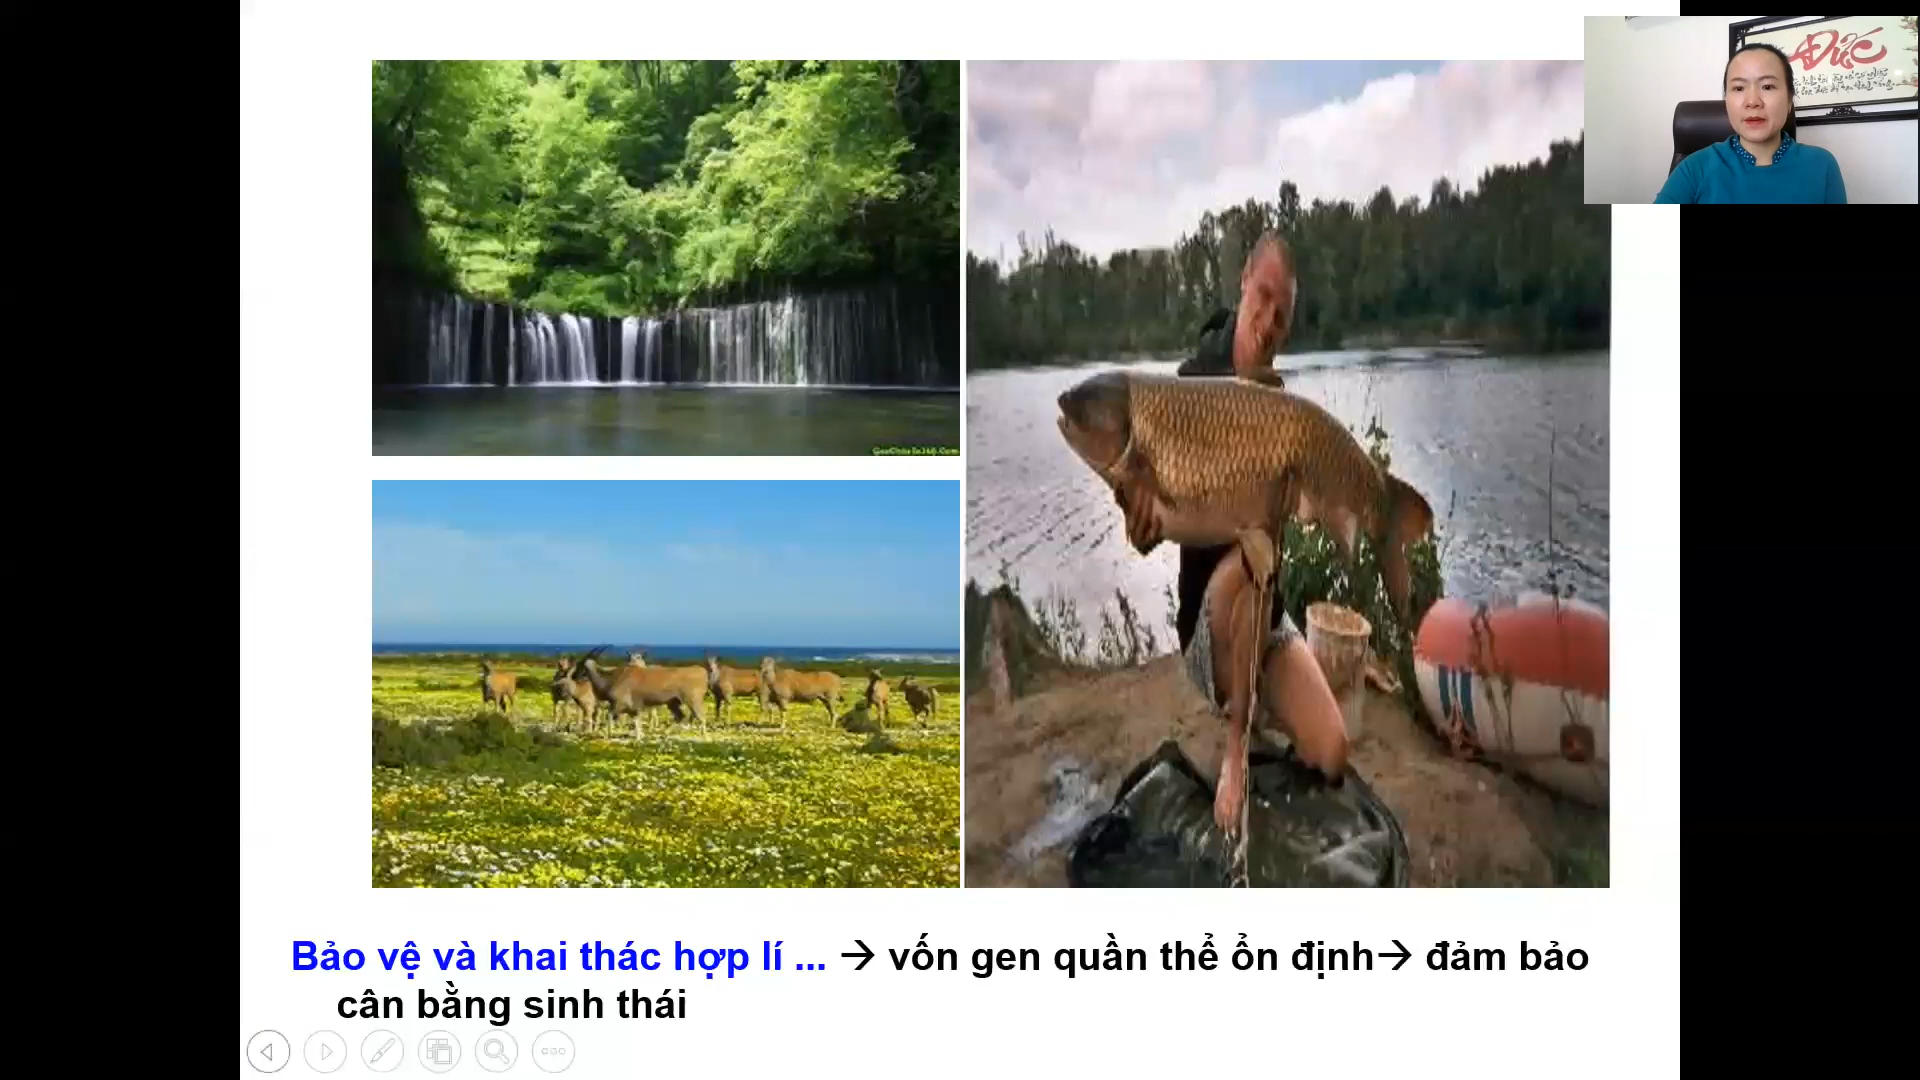 Đức
Bảo vệ và khai thác hợp lí ... → vốn gen quần thể ổn định→ đảm bảo
cân bằng sinh thái